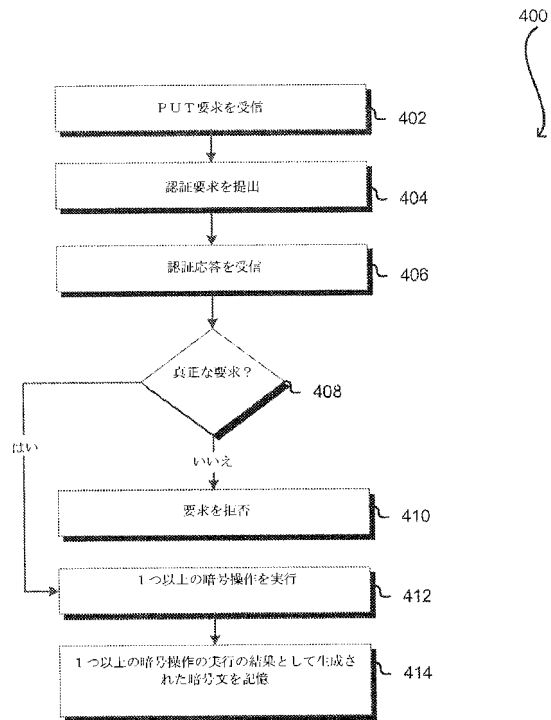 400
PUT要求を受信
402
認証要求を提出
404
認証応答を受信
406
真正な要求?
408
はい
いいえ
要求を拒否
410
1つ以上の暗号操作を実行
412
1つ以上の暗号操作の実行の結果として生成さ
れた暗号文を記憶
414